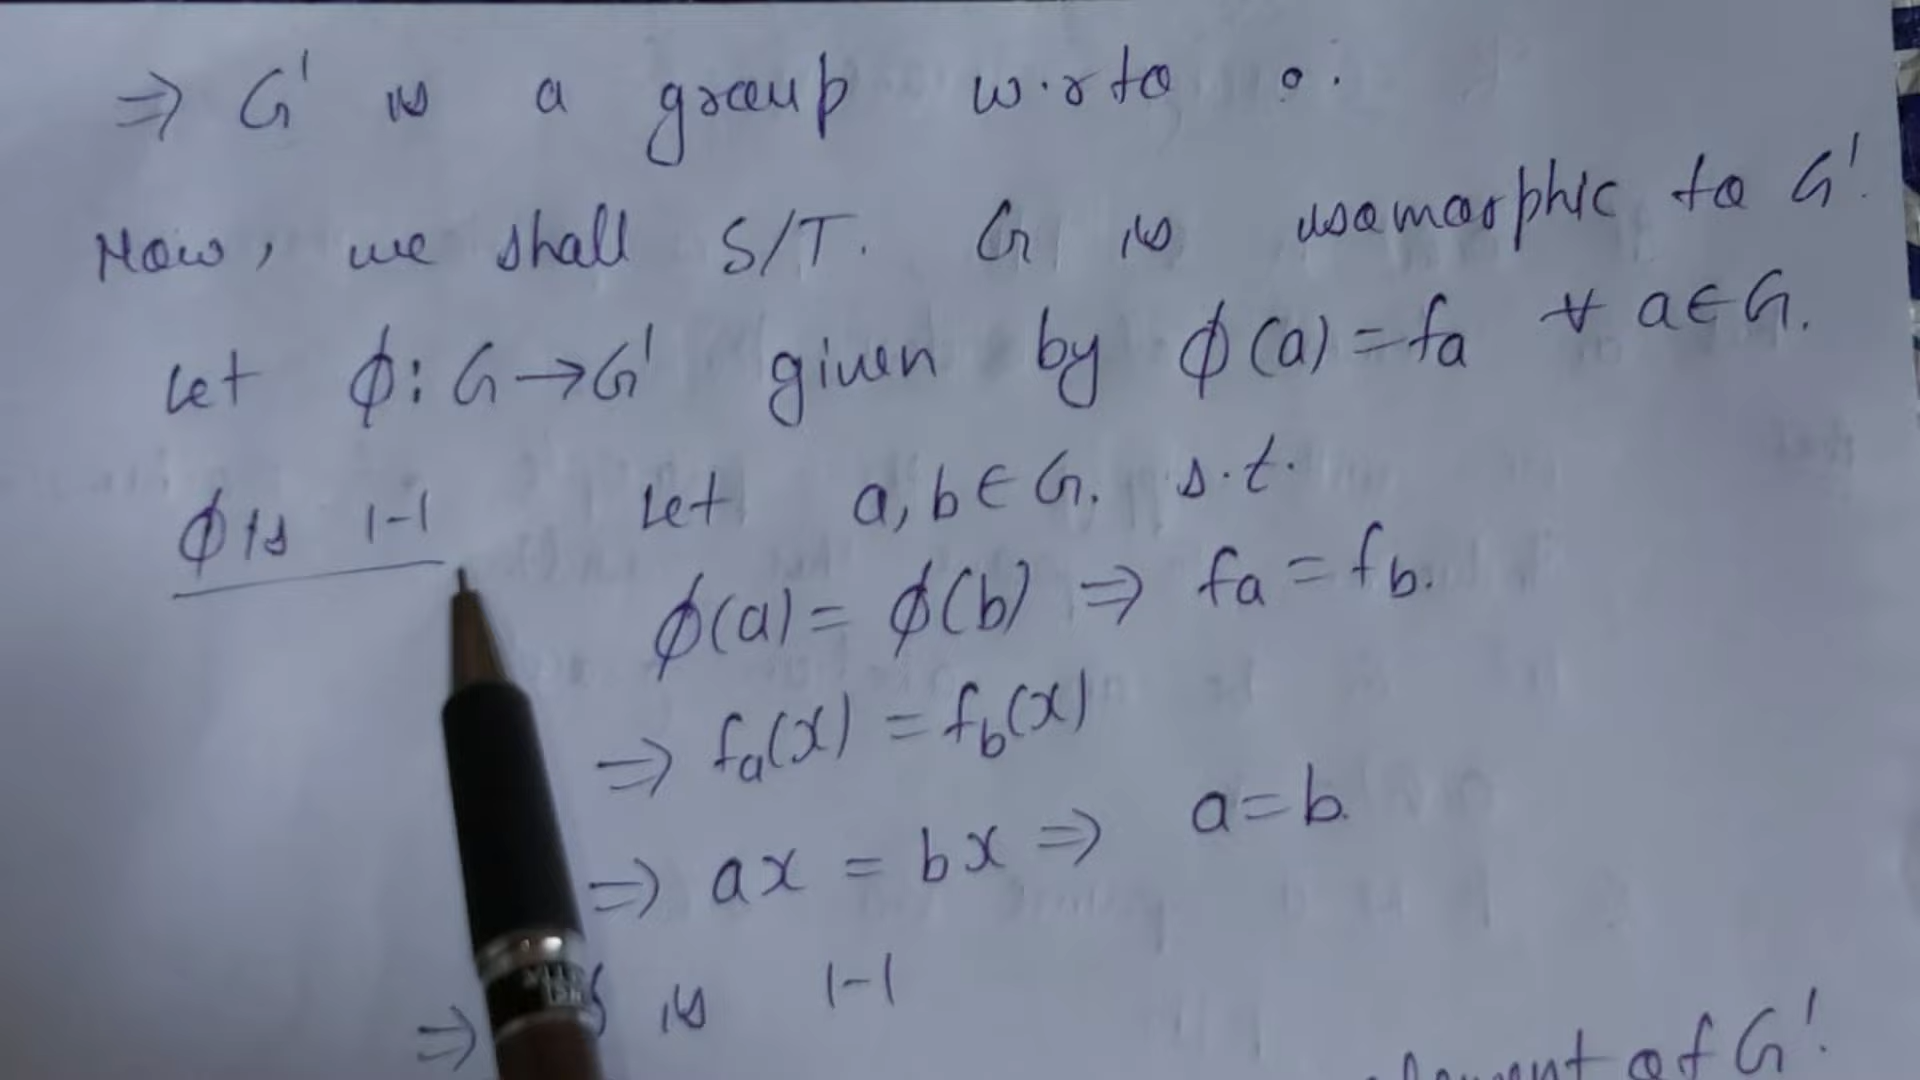 ⇒ G' is a group w.r to o.
Now, we shall S/T. G is isomorphic to G'.
Let ϕ: G→G' given by ϕ(a) = fa ∀ a∈G.
ϕ is 1-1 Let a, b ∈ G. s.t.
ϕ(a) = ϕ(b) ⇒ fa = fb.
⇒ fa(x) = fb(x)
⇒ ax = bx ⇒ a = b.
⇒ is 1-1
of G'.